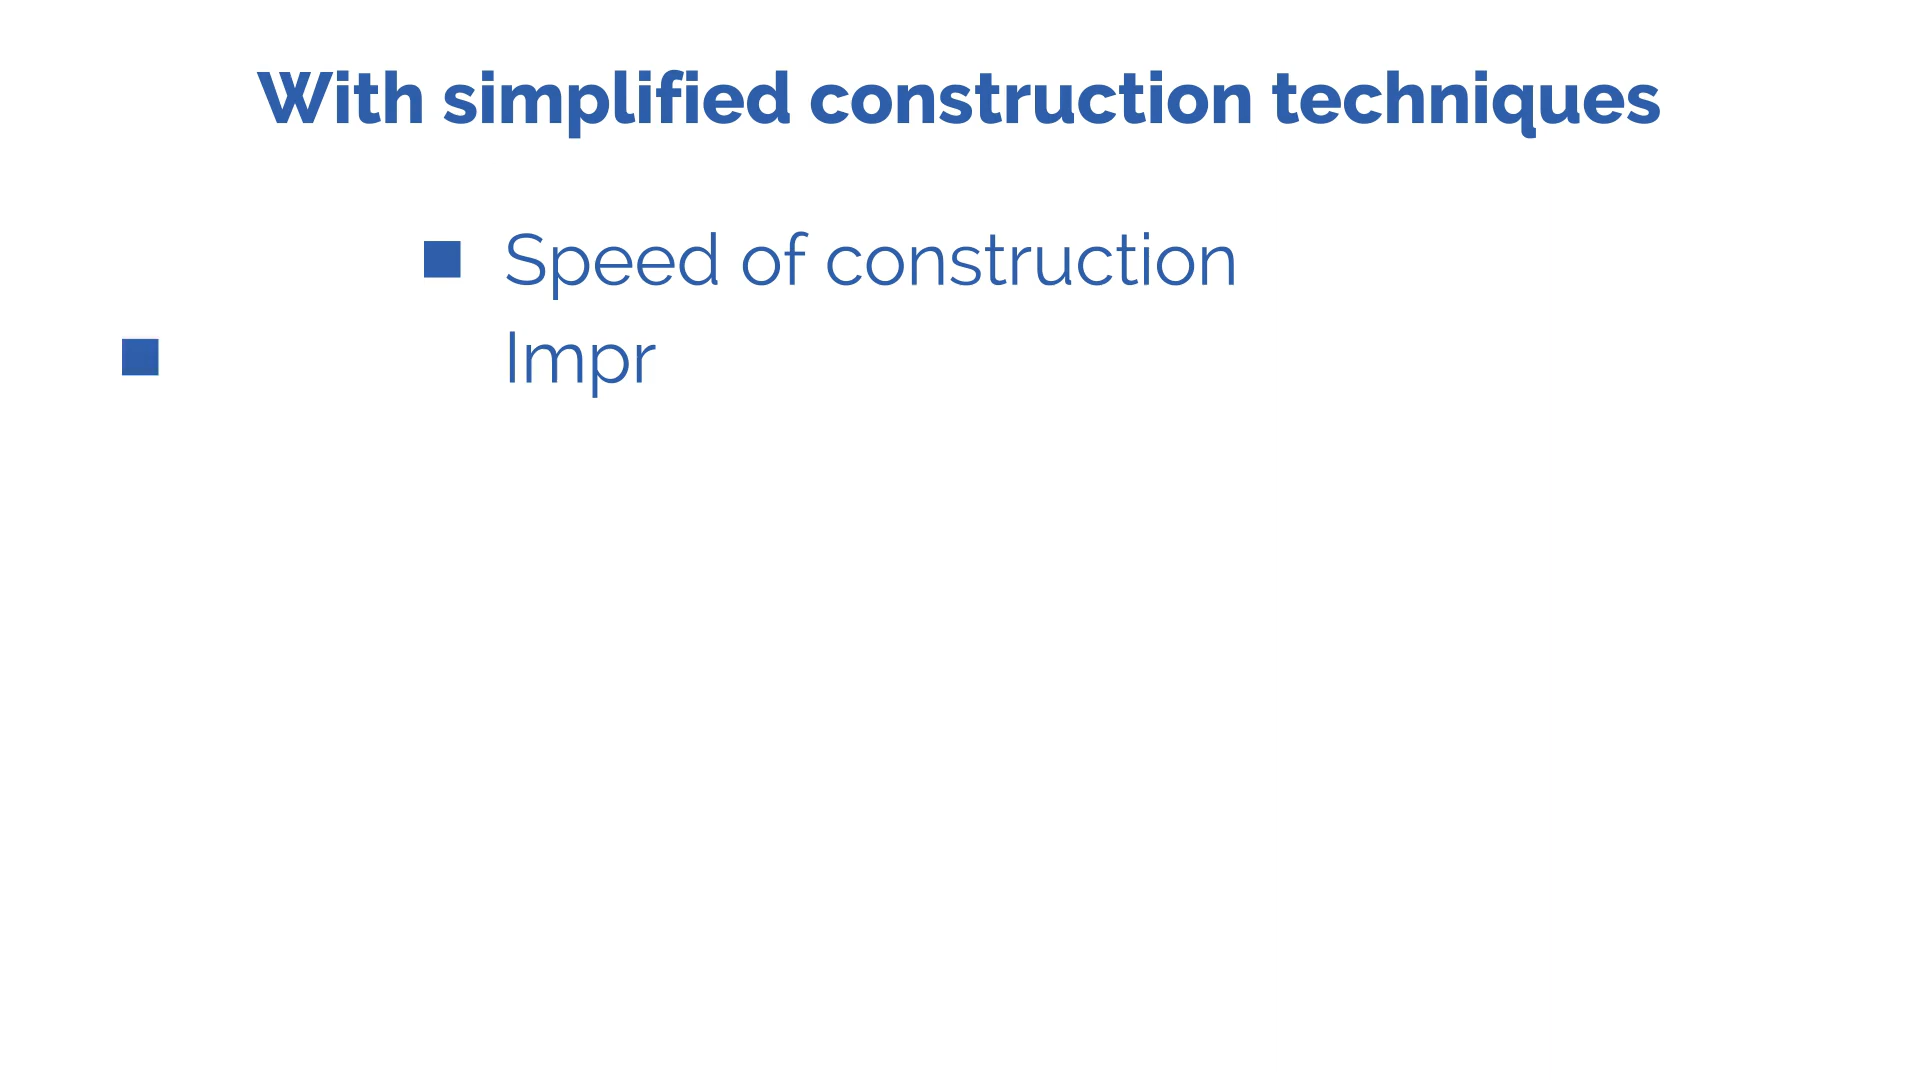 With simplified construction techniques
Speed of construction
Impr